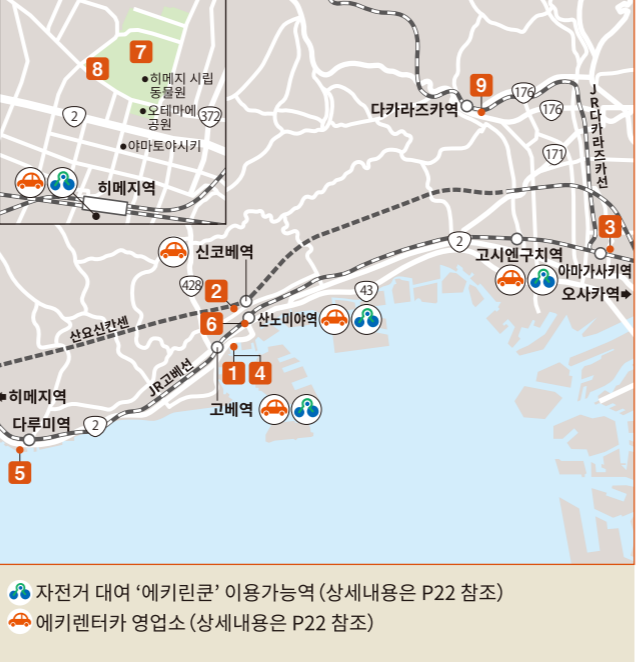 7
8
히메지 시립
동물원
2
오테마에
공원
372
야마토야시키
히메지역
9
176
다카라즈카역
176
JR다카라즈카선
171
3
2
신코베역
고시엔구치역
아마가사키역
428
2
43
오사카역
6
산노미야역
산요신칸센
1
4
JR고베선
히메지역
고베역
다루미역
2
5
자전거 대여 ‘에키린쿤’ 이용가능역 (상세내용은 P22 참조)
에키렌터카 영업소 (상세내용은 P22 참조)